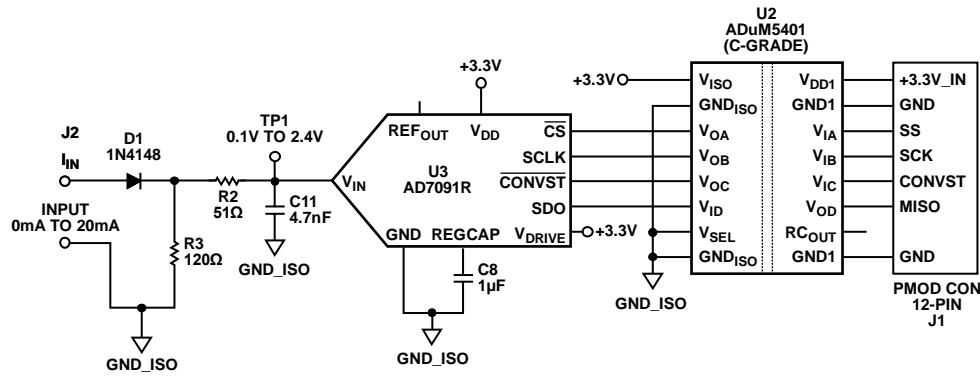 U2
ADuM5401
(C-GRADE)
+3.3V
+3.3V
V_ISO
V_DD1
+3.3V_IN
GND_ISO
GND1
GND
J2
D1
TP1
REF_OUT
V_DD
CS
V_OA
V_IA
SS
I_IN
1N4148
0.1V TO 2.4V
SCLK
V_OB
V_IB
SCK
U3
V_IN
AD7091R
CONVST
V_OC
V_IC
CONVST
R2
51Ω
C11
4.7nF
SDO
V_ID
V_OD
MISO
INPUT
0mA TO 20mA
GND
REGCAP
V_DRIVE
+3.3V
V_SEL
RC_OUT
R3
120Ω
GND_ISO
GND_ISO
GND1
GND
C8
1µF
GND_ISO
PMOD CON
12-PIN
J1
GND_ISO
GND_ISO